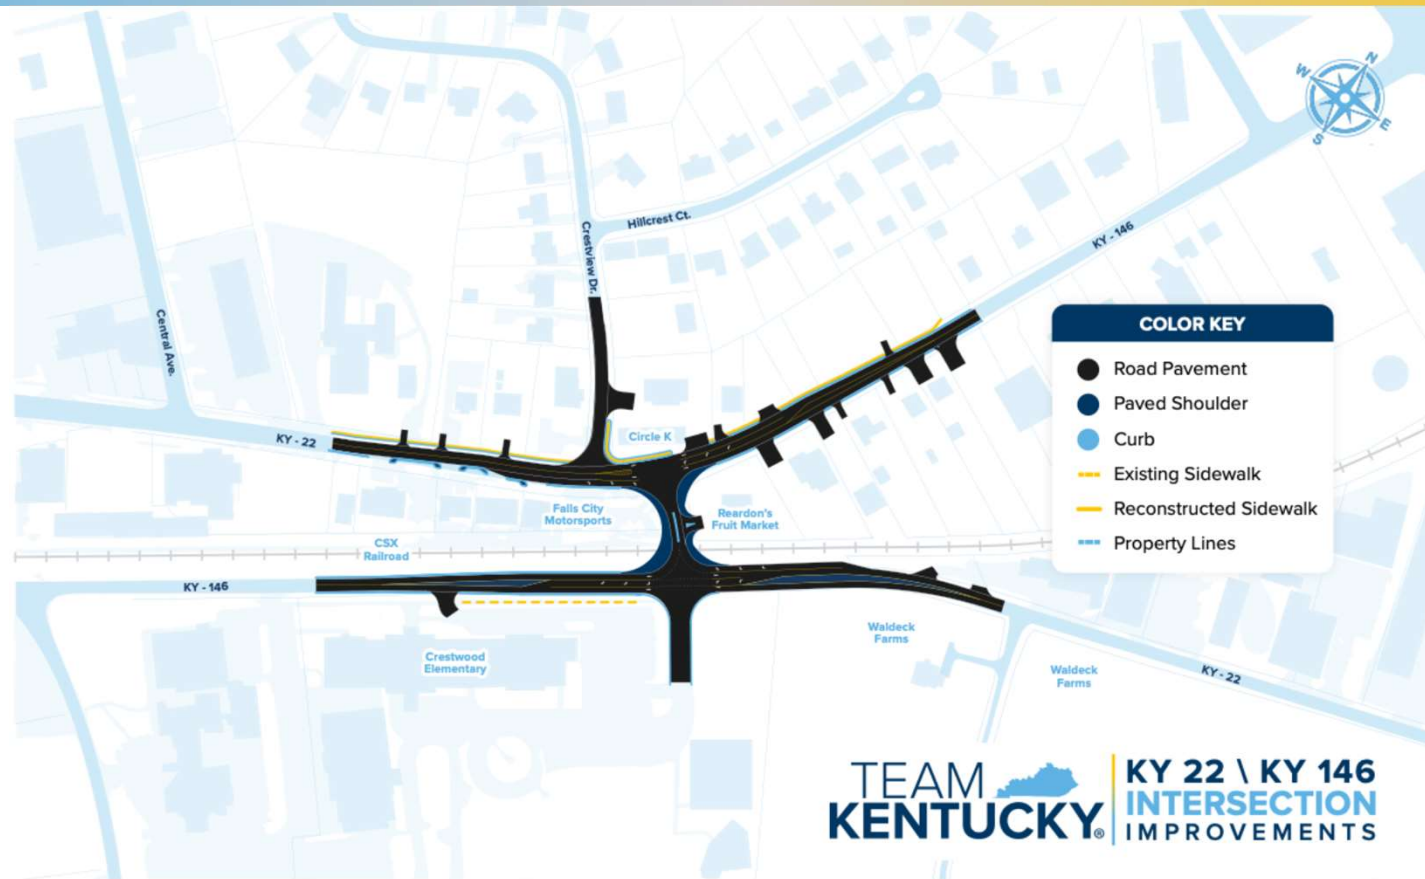 N
W
E
S
Hillcrest Ct.
Crestview Dr.
KY - 146
Central Ave.
COLOR KEY
Road Pavement
Paved Shoulder
Curb
Existing Sidewalk
Reconstructed Sidewalk
Property Lines
KY - 22
Circle K
Falls City
Motorsports
Reardon's
Fruit Market
CSX
Railroad
KY - 146
Crestwood
Elementary
Waldeck
Farms
Waldeck
Farms
KY - 22
TEAM
KENTUCKY®
KY 22 \ KY 146
INTERSECTION
IMPROVEMENTS